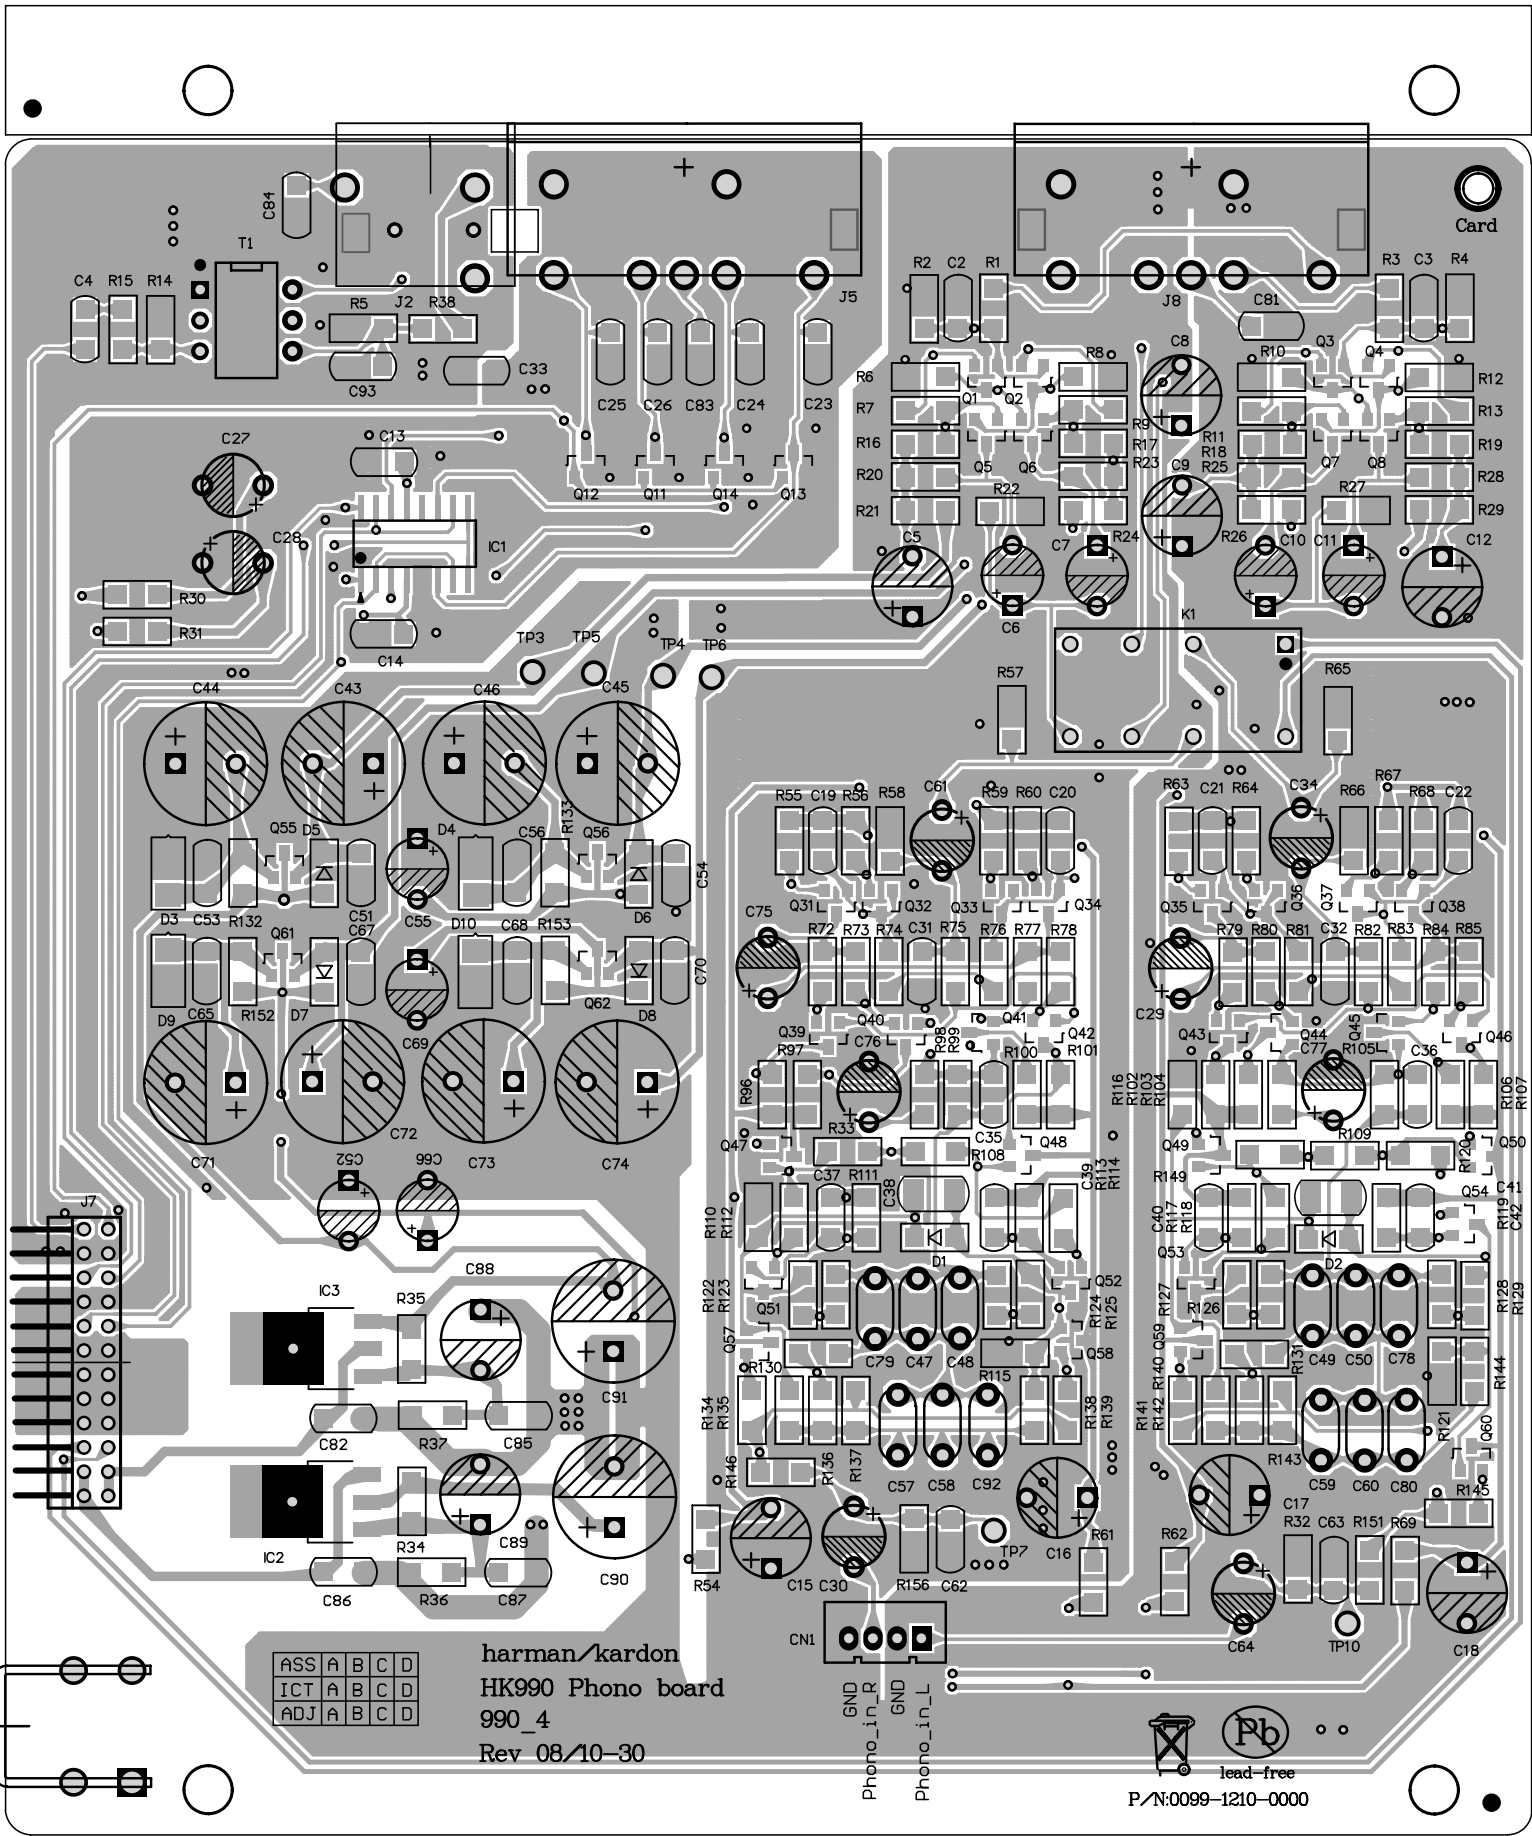 Card
C84
T1
C4 R15 R14
R5 J2 R38
J5
J8
R2 C2 R1
R3 C3 R4
C81
C93
C33
C25 C26 C83 C24 C23
R6
R7
R16
R20
R21
Q1 Q2
R8
C8
R10 Q3 Q4
R12
R13
R19
R28
R29
R9
R17
R23
R11
R18
R25
Q5 Q6
C9
Q7 Q8
R22
R27
C27
C13
Q12 Q11 Q14 Q13
C28
IC1
C5 C7 R24
R26 C10 C11 C12
R30
R31
C14
C6
K1
TP3 TP5 TP4 TP6
R57
R65
C44 C43 C46 C45
R55 C19 R56 R58 C61 R59 R60 C20
R63 C21 R64 C34 R66 R67 R68 C22
Q55 D5 D4 C56 R133 Q56
C54
D3 C53 R132 C51 C55 D10 C68 R153 D6
C67
Q31 Q32 Q33 Q34
Q35 Q36 Q37 Q38
C75
R72 R73 R74 C31 R75 R76 R77 R78
R79 R80 R81 C32 R82 R83 R84 R85
Q61
C70
Q62
D9 C65 R152 D7 C69 D8
Q39 Q40 Q41 Q42
C29 Q43 Q44 Q45 Q46
R97 C76 R98 R99 R100 R101
C77 R105 C36
R96
R116
R102
R103
R104
R106
R107
R33 C35
Q47 R111 R108 Q48
Q49 R109 R120 Q50
R149
C71 C72 C73 C74
C52 C66
C37 C38 C39 R113 R114
R110 R112
C40 R117 R118
C41 C42 R119 Q54
D1
D2
J7
Q53
R122 R123 Q51 Q52 R124 R125
R127 R126
R128 R129
IC3 R35 C88
C91
Q57 R130 C79 C47 C48 R115 Q58
Q59 R140 R131 C49 C50 C78 R144
R134 R135
R138 R139
R141 R142
R121 Q60
C82 R37 C85
R146 R136 R137 C57 C58 C92
R143 C59 C60 C80 R145
IC2 R34 C89 C90
C86 R36 C87
R54 C15 C30 R156 C62 TP7 C16 R61
R62 C17 R32 C63 R151 R69
C64 TP10 C18
CN1
GND
Phono_in_R
GND
Phono_in_L
ASS A B C D
ICT A B C D
ADJ A B C D
harman/kardon
HK990 Phono board
990_4
Rev 08/10-30
Pb
lead-free
P/N:0099-1210-0000